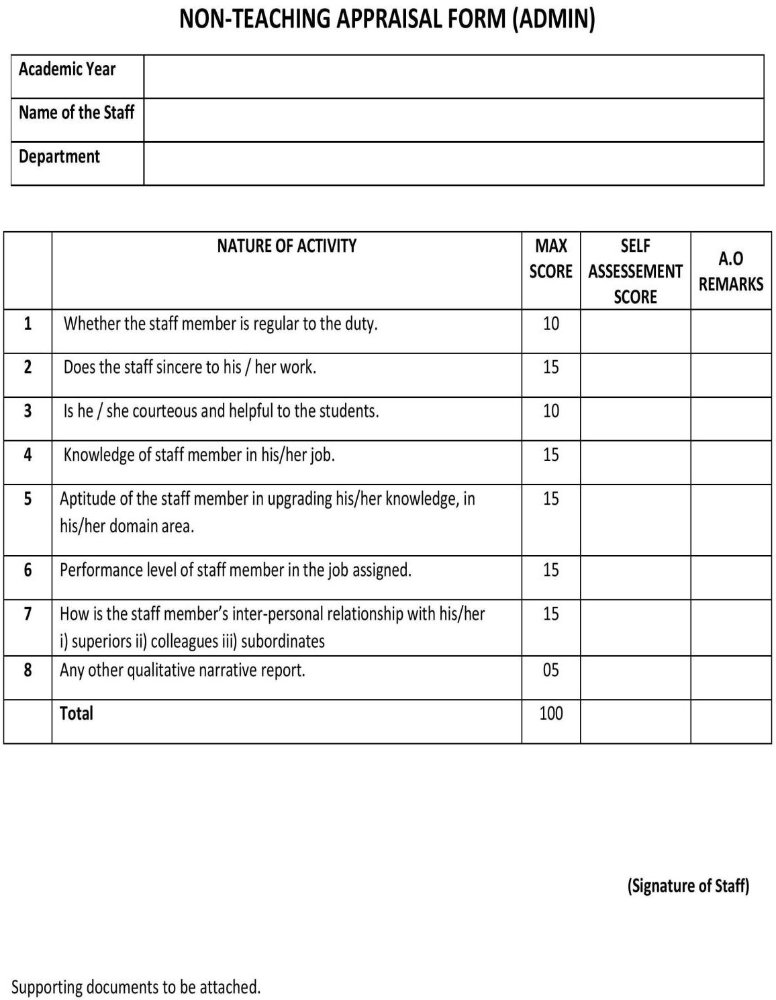 NON-TEACHING APPRAISAL FORM (ADMIN)
Academic Year
Name of the Staff
Department
NATURE OF ACTIVITY
MAX
SCORE
SELF
ASSESSEMENT
SCORE
A.O
REMARKS
1 Whether the staff member is regular to the duty. 10
2 Does the staff sincere to his / her work. 15
3 Is he / she courteous and helpful to the students. 10
4 Knowledge of staff member in his/her job. 15
5 Aptitude of the staff member in upgrading his/her knowledge, in 15
his/her domain area.
6 Performance level of staff member in the job assigned. 15
7 How is the staff member’s inter-personal relationship with his/her 15
i) superiors ii) colleagues iii) subordinates
8 Any other qualitative narrative report. 05
Total 100
(Signature of Staff)
Supporting documents to be attached.